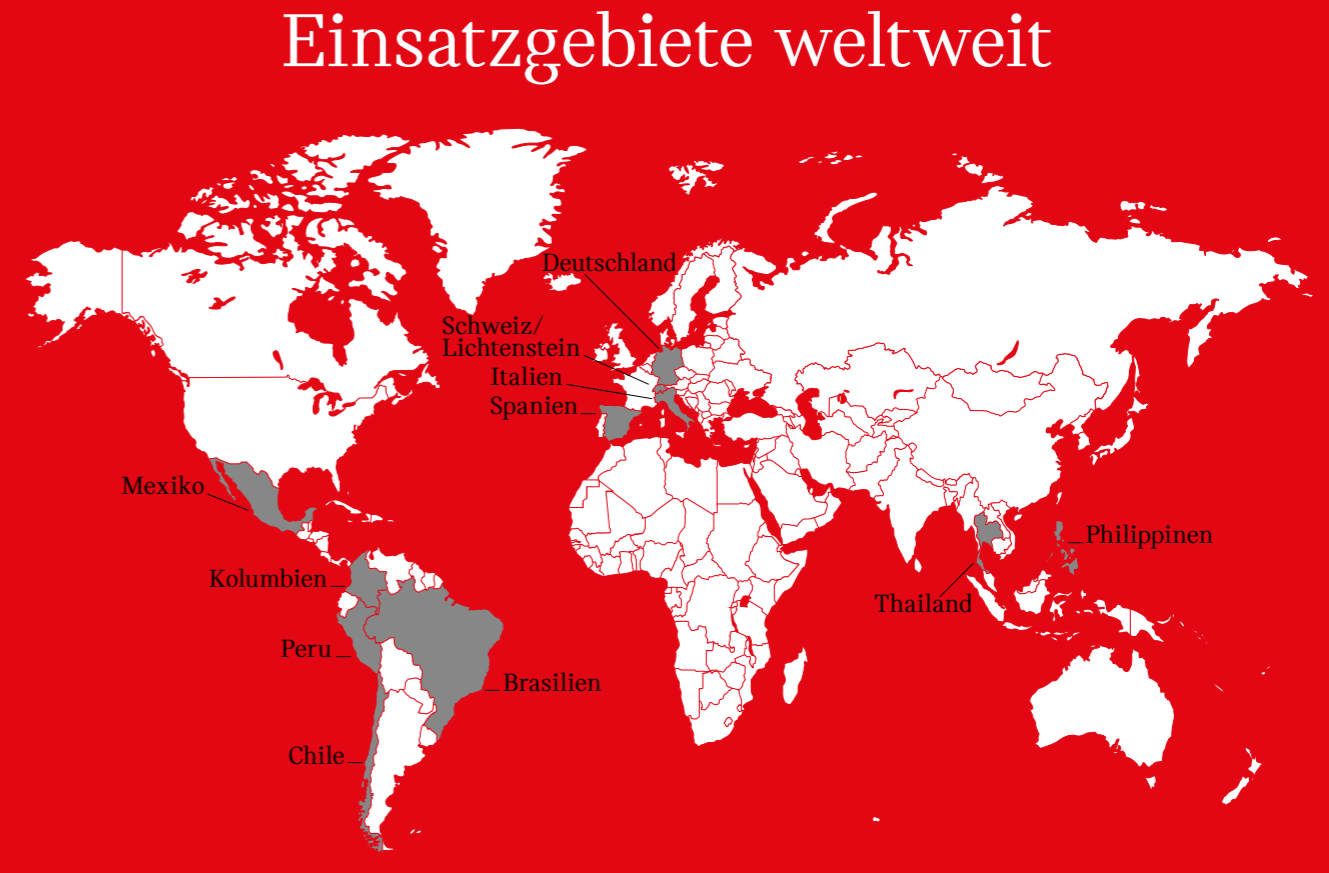 Einsatzgebiete weltweit
Deutschland
Schweiz/
Lichtenstein
Italien
Spanien
Mexiko
Philippinen
Kolumbien
Thailand
Peru
Brasilien
Chile